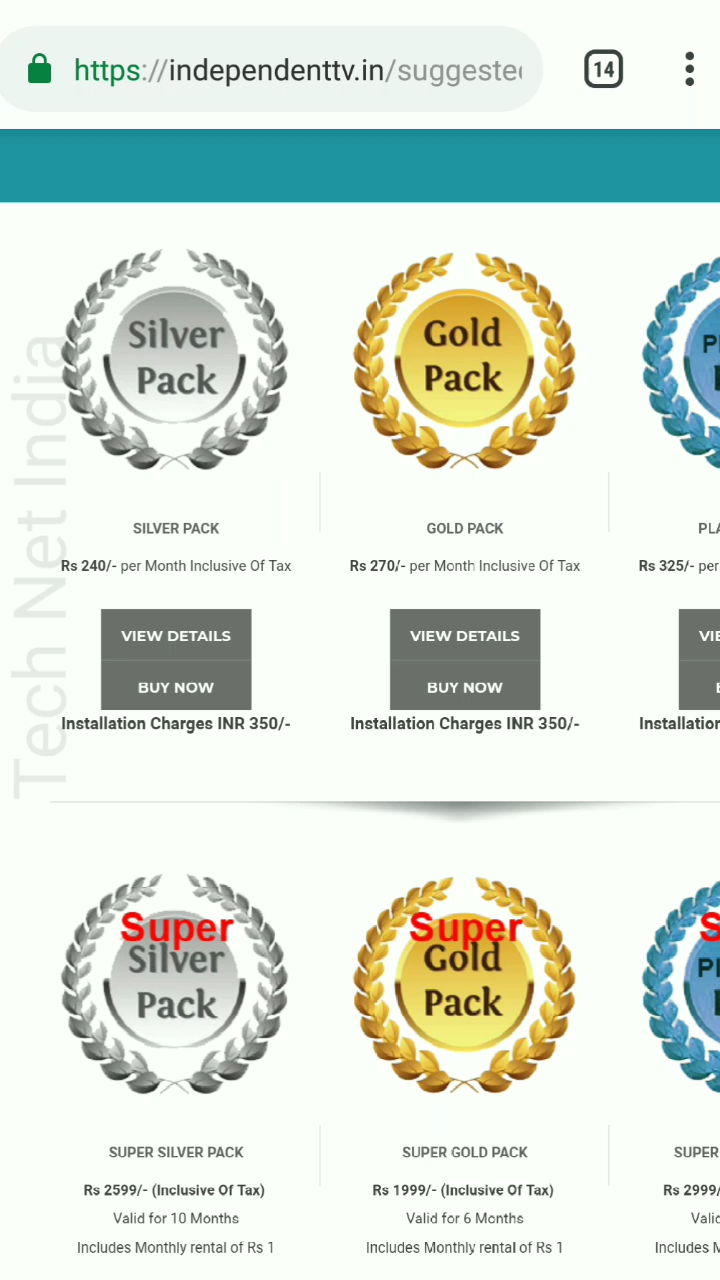 https://independenttv.in/suggested
14
Silver Pack
Gold Pack
SILVER PACK
GOLD PACK
Rs 240/- per Month Inclusive Of Tax
Rs 270/- per Month Inclusive Of Tax
Rs 325/- per
VIEW DETAILS
VIEW DETAILS
BUY NOW
BUY NOW
Installation Charges INR 350/-
Installation Charges INR 350/-
Tech Net India
Super Silver Pack
Super Gold Pack
SUPER SILVER PACK
SUPER GOLD PACK
SUPER
Rs 2599/- (Inclusive Of Tax)
Rs 1999/- (Inclusive Of Tax)
Rs 2999/
Valid for 10 Months
Valid for 6 Months
Includes Monthly rental of Rs 1
Includes Monthly rental of Rs 1
Includes M